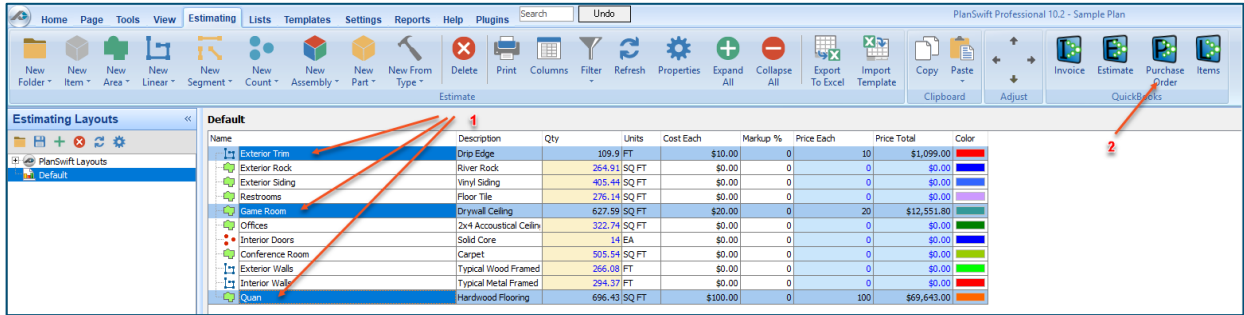 Home Page Tools View Estimating Lists Templates Settings Reports Help Plugins Search Undo PlanSwift Professional 10.2 - Sample Plan
New Folder New Item New Area New Linear New Segment New Count New Assembly New Part New From Type Delete Print Columns Filter Refresh Properties Expand All Collapse All Export To Excel Import Template Copy Paste Invoice Estimate Purchase Order Items
Estimate Clipboard Adjust QuickBooks
Estimating Layouts « Default
1
2
Name Description Qty Units Cost Each Markup % Price Each Price Total Color
PlanSwift Layouts
Default
Exterior Trim Drip Edge 109.9 FT $10.00 0 10 $1,099.00
Exterior Rock River Rock 264.91 SQ FT $0.00 0 0 $0.00
Exterior Siding Vinyl Siding 405.44 SQ FT $0.00 0 0 $0.00
Restrooms Floor Tile 276.14 SQ FT $0.00 0 0 $0.00
Game Room Drywall Ceiling 627.59 SQ FT $20.00 0 20 $12,551.80
Offices 2x4 Accoustical Ceilin 322.74 SQ FT $0.00 0 0 $0.00
Interior Doors Solid Core 14 EA $0.00 0 0 $0.00
Conference Room Carpet 505.54 SQ FT $0.00 0 0 $0.00
Exterior Walls Typical Wood Framed 266.08 FT $0.00 0 0 $0.00
Interior Walls Typical Metal Framed 294.37 FT $0.00 0 0 $0.00
Quan Hardwood Flooring 696.43 SQ FT $100.00 0 100 $69,643.00